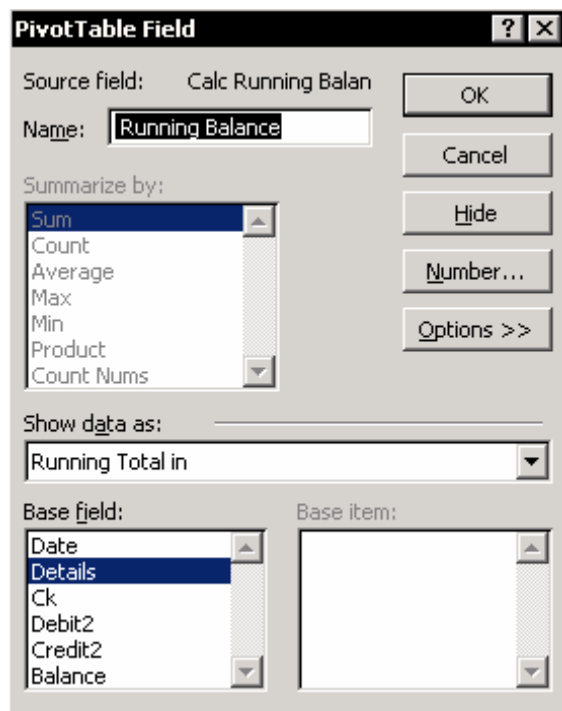 PivotTable Field
Source field: Calc Running Balan
OK
Name: Running Balance
Cancel
Summarize by:
Sum
Count
Average
Max
Min
Product
Count Nums
Hide
Number...
Options >>
Show data as:
Running Total in
Base field:
Date
Details
Ck
Debit2
Credit2
Balance
Base item: